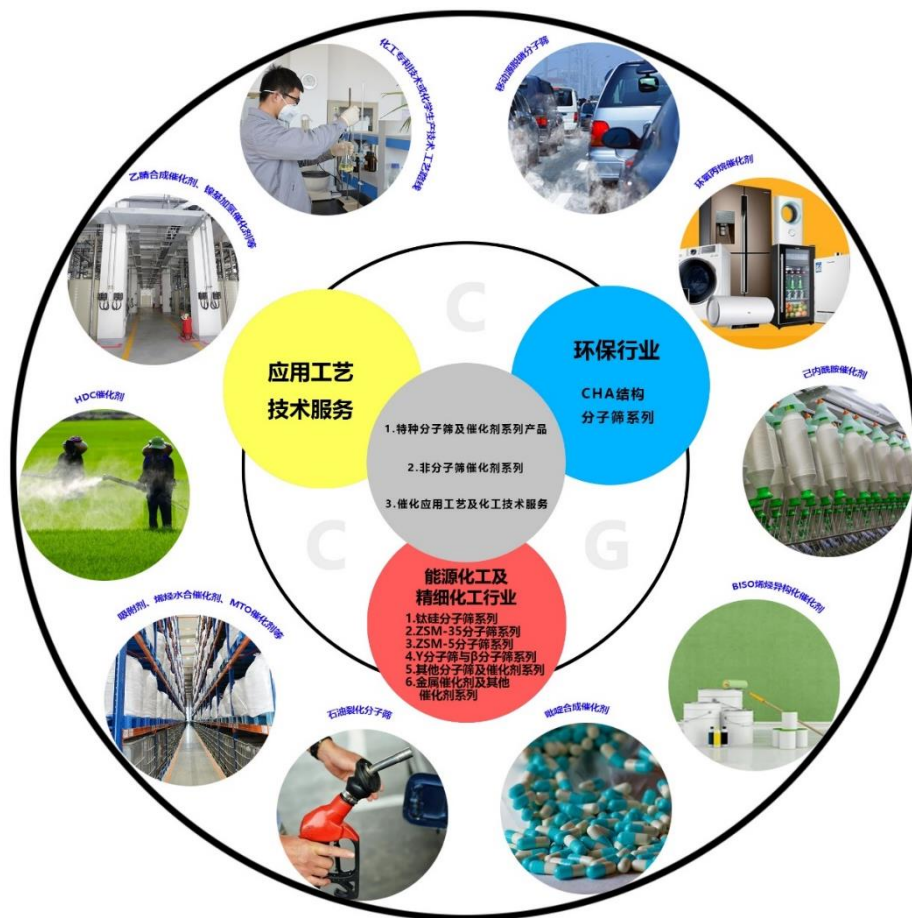 化工专利技术或化学生产技术、工艺路线
移动源脱硝分子筛
乙腈合成催化剂、镍基加氢催化剂等
环氧丙烷催化剂
C
应用工艺
技术服务
环保行业
CHA结构
分子筛系列
HDC催化剂
己内酰胺催化剂
1.特种分子筛及催化剂系列产品
2.非分子筛催化剂系列
3.催化应用工艺及化工技术服务
C
G
能源化工及
精细化工行业
1.钛硅分子筛系列
2.ZSM-35分子筛系列
3.ZSM-5分子筛系列
4.Y分子筛与β分子筛系列
5.其他分子筛及催化剂系列
6.金属催化剂及其他
催化剂系列
吸附剂、烯烃水合催化剂、MTO催化剂等
BISO烯烃异构化催化剂
石油裂化分子筛
吡啶合成催化剂